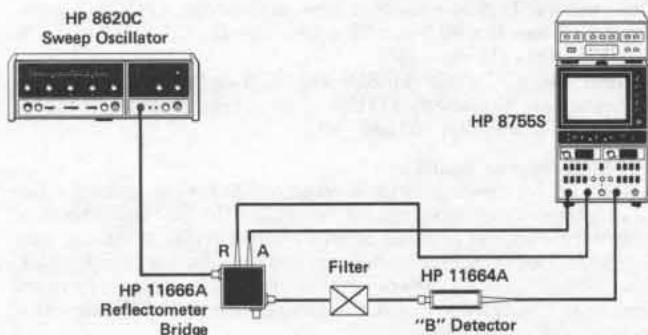 HP 8620C
Sweep Oscillator
HP 8755S
R
A
HP 11666A
Reflectometer
Bridge
Filter
HP 11664A
"B" Detector